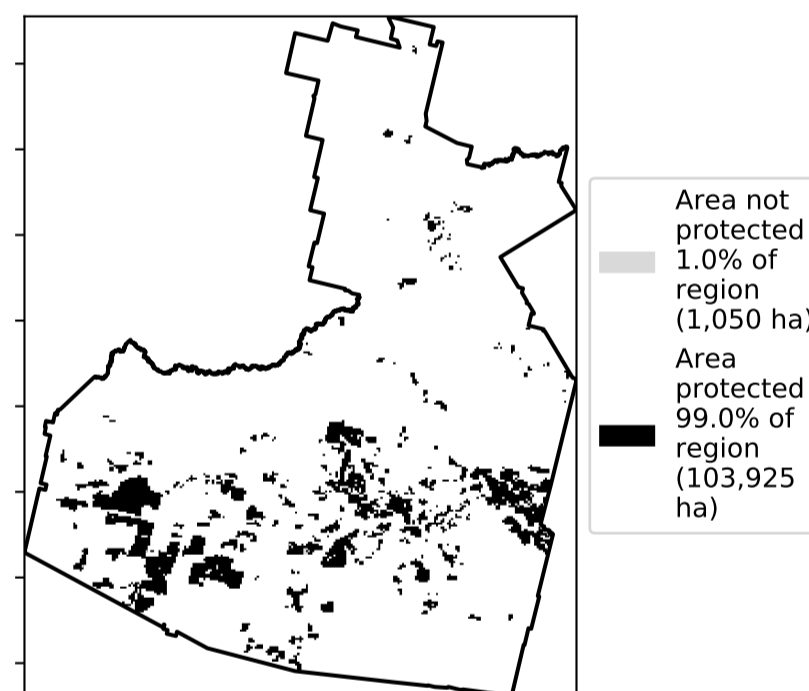 Area not
protected
1.0% of
region
(1,050 ha)
Area
protected
99.0% of
region
(103,925
ha)